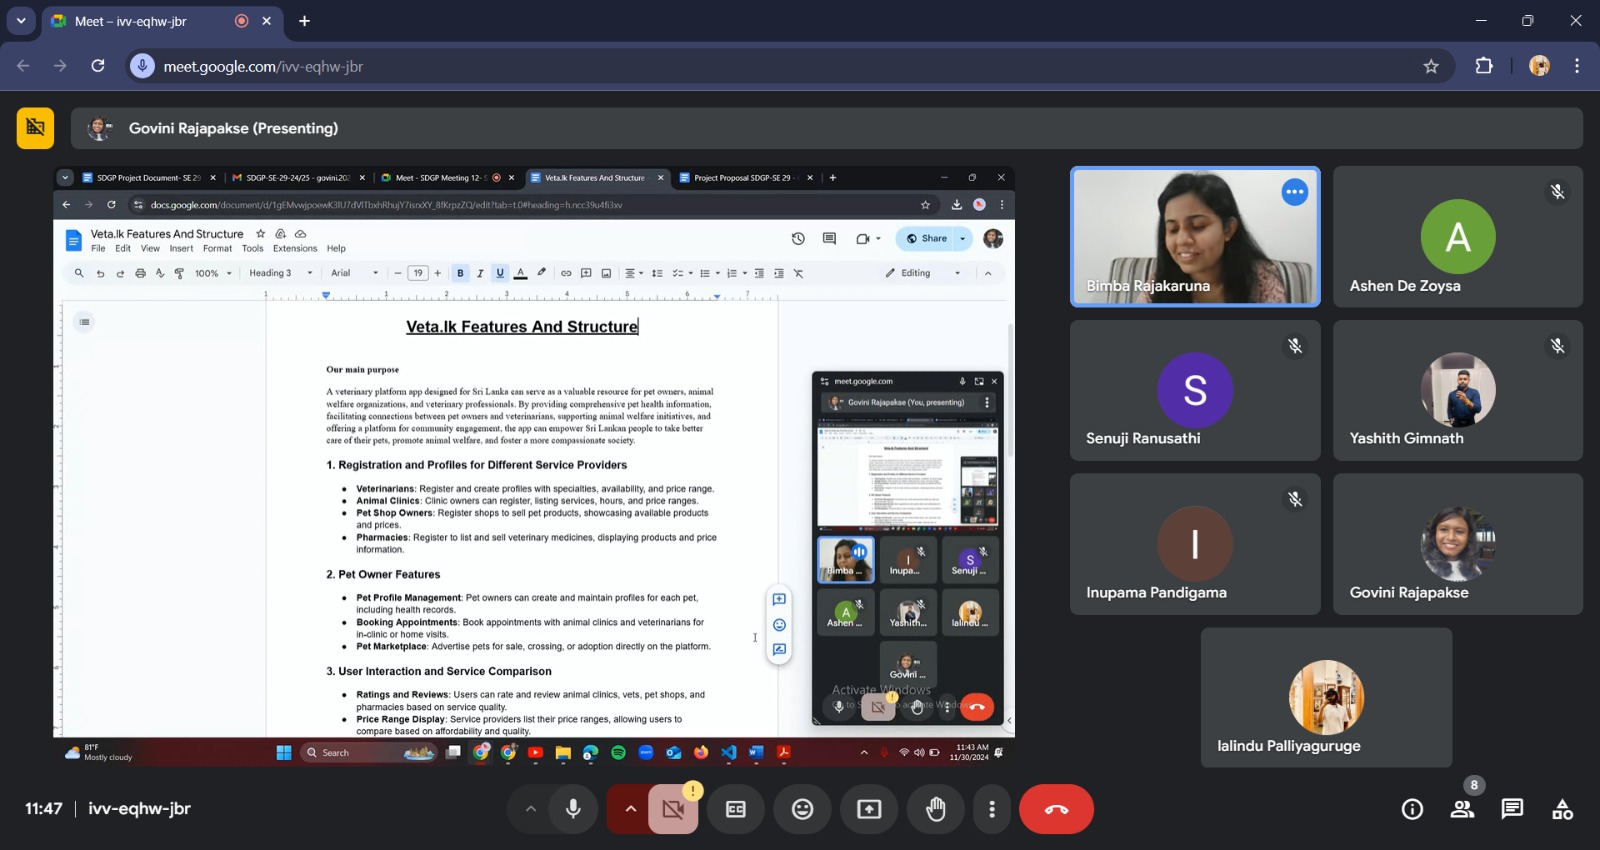 Meet – ivv-eqhw-jbr
meet.google.com/ivv-eqhw-jbr
Govini Rajapakse (Presenting)
SDGP Project Document- SE 29
SDGP-SE-29-24/25 - govini.202
Meet - SDGP Meeting 12- S
Veta.lk Features And Structure
Project Proposal SDGP-SE 29 -
Veta.lk Features And Structure
File Edit View Insert Format Tools Extensions Help
Share
100% Heading 3 Arial 19 B I U A Editing
1 1 2 3 4 5 6 7
Veta.lk Features And Structure
Our main purpose
A veterinary platform app designed for Sri Lanka can serve as a valuable resource for pet owners, animal
welfare organizations, and veterinary professionals. By providing comprehensive pet health information,
facilitating connections between pet owners and veterinarians, supporting animal welfare initiatives, and
offering a platform for community engagement, the app can empower Sri Lankan people to take better
care of their pets, promote animal welfare, and foster a more compassionate society.
1. Registration and Profiles for Different Service Providers
Veterinarians: Register and create profiles with specialties, availability, and price range.
Animal Clinics: Clinic owners can register, listing services, hours, and price ranges.
Pet Shop Owners: Register shops to sell pet products, showcasing available products
and prices.
Pharmacies: Register to list and sell veterinary medicines, displaying products and price
information.
2. Pet Owner Features
Pet Profile Management: Pet owners can create and maintain profiles for each pet,
including health records.
Booking Appointments: Book appointments with animal clinics and veterinarians for
in-clinic or home visits.
Pet Marketplace: Advertise pets for sale, crossing, or adoption directly on the platform.
3. User Interaction and Service Comparison
Ratings and Reviews: Users can rate and review animal clinics, vets, pet shops, and
pharmacies based on service quality.
Price Range Display: Service providers list their price ranges, allowing users to
compare based on affordability and quality.
meet.google.com
Govini Rajapakse (You, presenting)
Bimba ...
I
Inupa...
S
Senuji ...
A
Ashen ...
Yashith...
lalindu ...
Govini ...
Activate Windows
81°F
Mostly cloudy
Search
11:43 AM
11/30/2024
Bimba Rajakaruna
A
Ashen De Zoysa
S
Senuji Ranusathi
Yashith Gimnath
I
Inupama Pandigama
Govini Rajapakse
lalindu Palliyaguruge
11:47 | ivv-eqhw-jbr
8